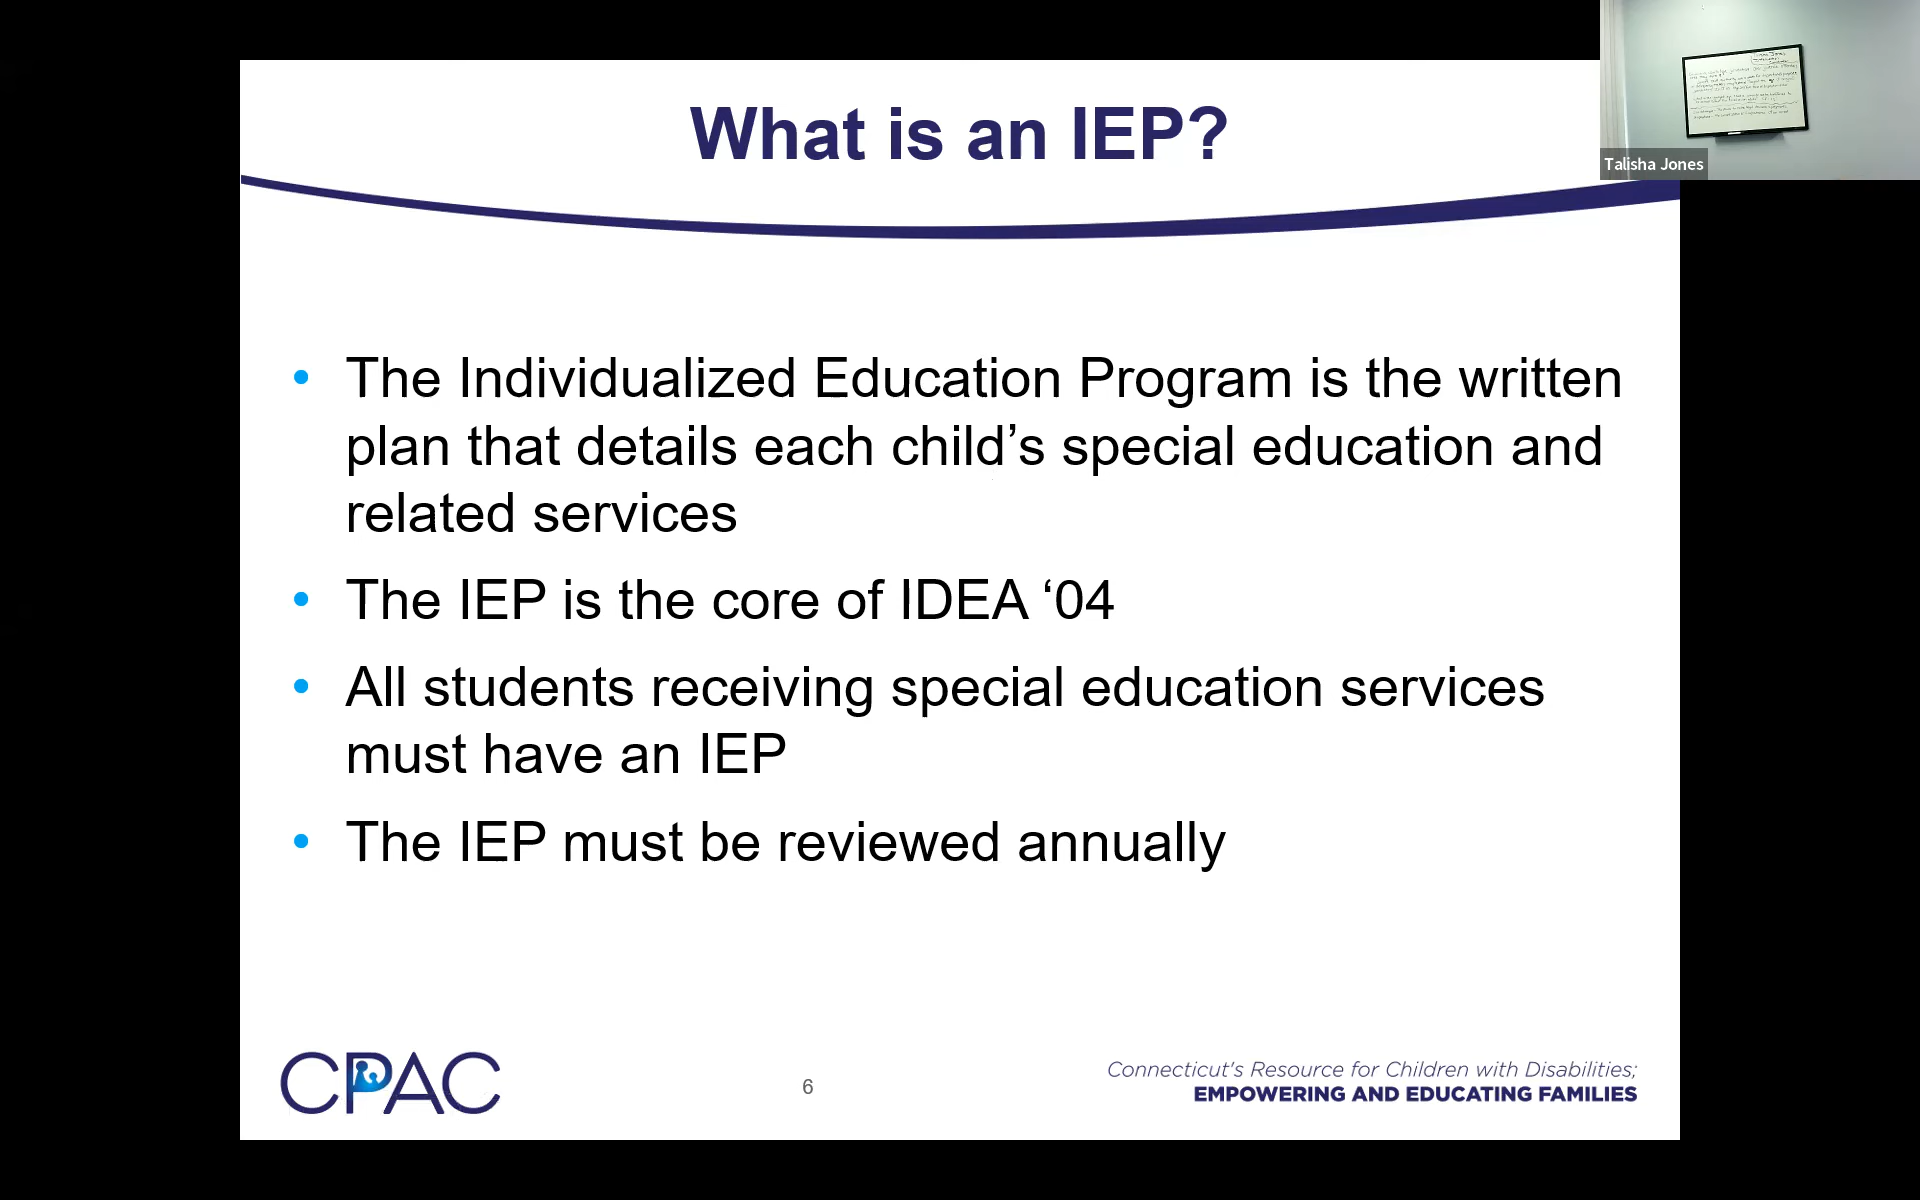 What is an IEP?
Talisha Jones
• The Individualized Education Program is the written
plan that details each child’s special education and
related services
• The IEP is the core of IDEA ‘04
• All students receiving special education services
must have an IEP
• The IEP must be reviewed annually
CPAC
6
Connecticut's Resource for Children with Disabilities;
EMPOWERING AND EDUCATING FAMILIES